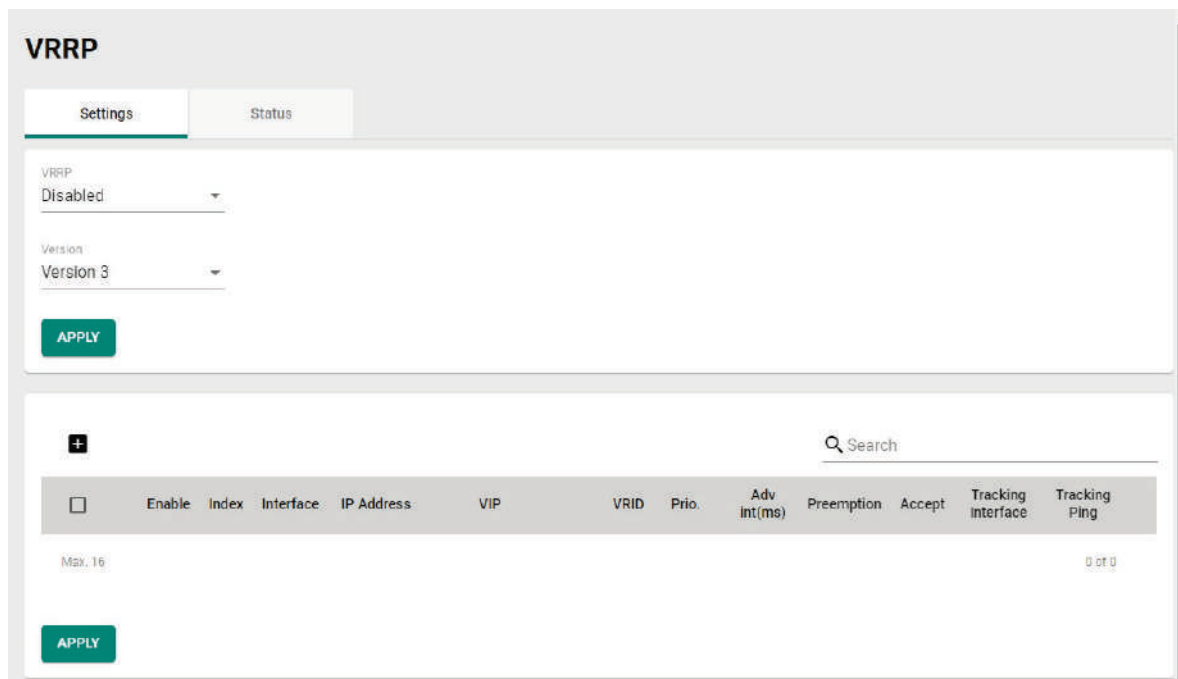 VRRP
Settings Status
VRRP
Disabled
Version
Version 3
APPLY
Search
Enable Index Interface IP Address VIP VRID Prio. Adv int(ms) Preemption Accept Tracking Interface Tracking Ping
Max. 16 0 of 0
APPLY